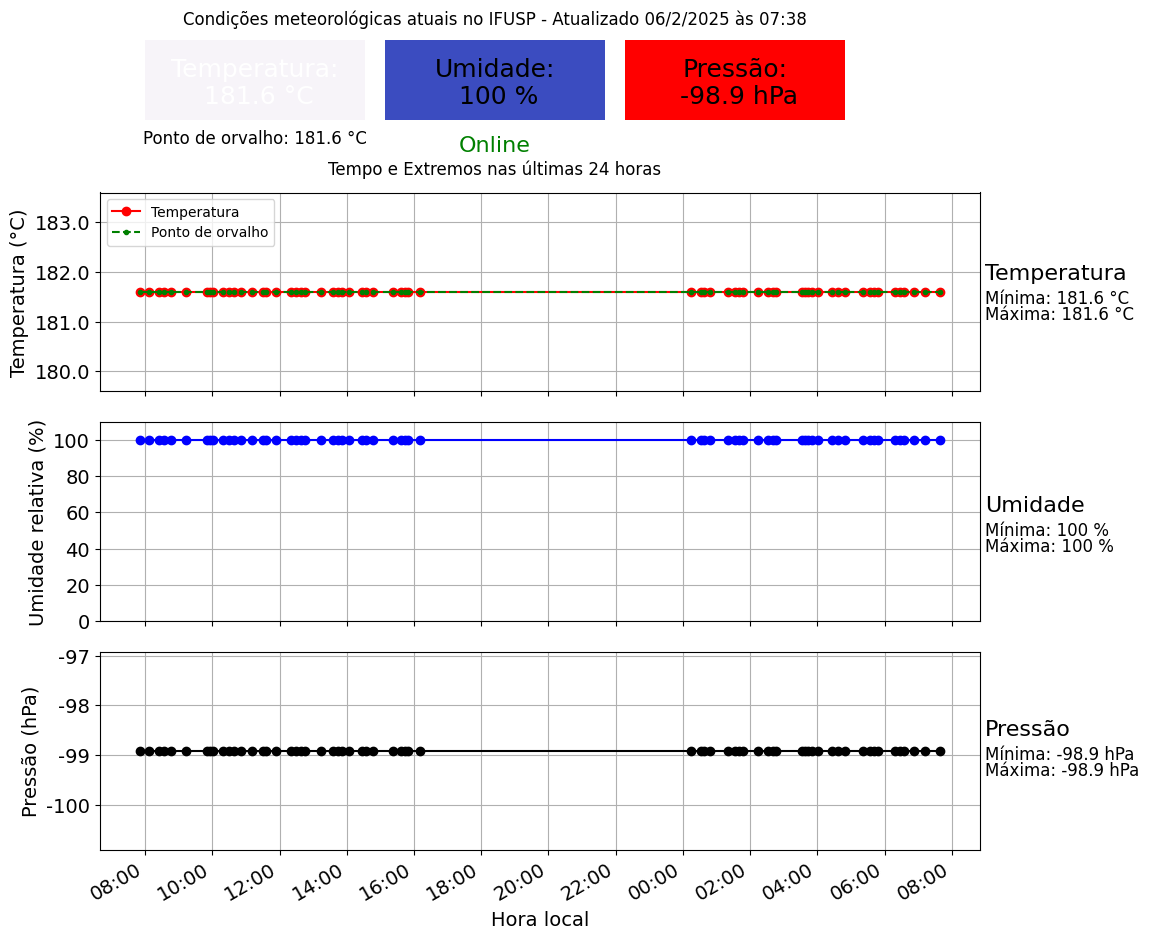 Condições meteorológicas atuais no IFUSP - Atualizado 06/2/2025 às 07:38
Temperatura:
181.6 °C
Umidade:
100 %
Pressão:
-98.9 hPa
Ponto de orvalho: 181.6 °C
Online
Tempo e Extremos nas últimas 24 horas
Temperatura (°C)
183.0
182.0
181.0
180.0
Temperatura
Ponto de orvalho
Temperatura
Mínima: 181.6 °C
Máxima: 181.6 °C
Umidade relativa (%)
100
80
60
40
20
0
Umidade
Mínima: 100 %
Máxima: 100 %
Pressão (hPa)
-97
-98
-99
-100
Pressão
Mínima: -98.9 hPa
Máxima: -98.9 hPa
08:00 10:00 12:00 14:00 16:00 18:00 20:00 22:00 00:00 02:00 04:00 06:00 08:00
Hora local